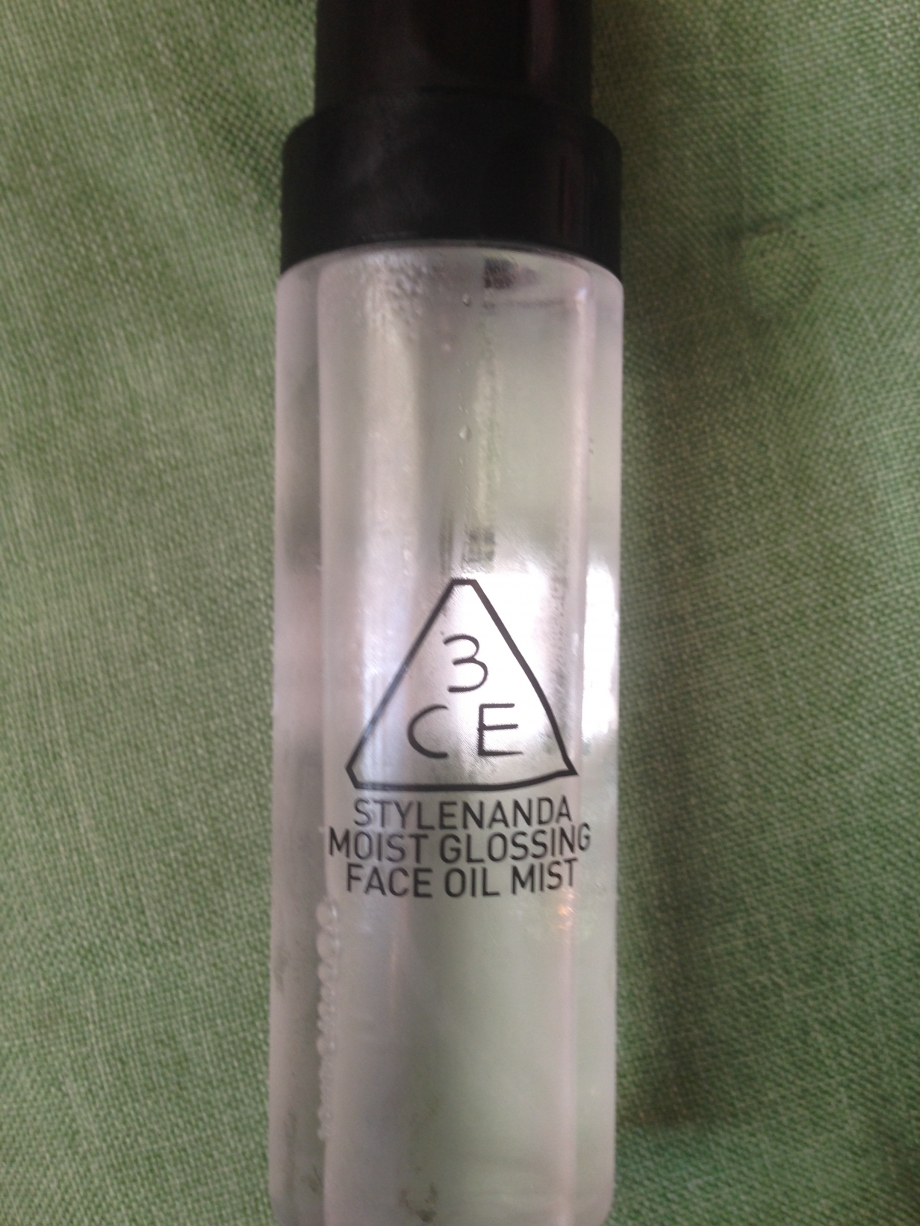 3
CE
STYLENANDA
MOIST GLOSSING
FACE OIL MIST